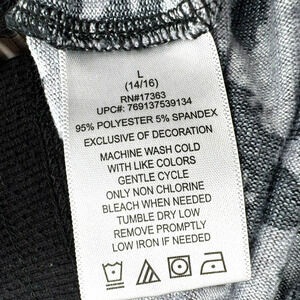 L
(14/16)
RN#17363
UPC#: 769137539134
95% POLYESTER 5% SPANDEX
EXCLUSIVE OF DECORATION
MACHINE WASH COLD
WITH LIKE COLORS
GENTLE CYCLE
ONLY NON CHLORINE
BLEACH WHEN NEEDED
TUMBLE DRY LOW
REMOVE PROMPTLY
LOW IRON IF NEEDED